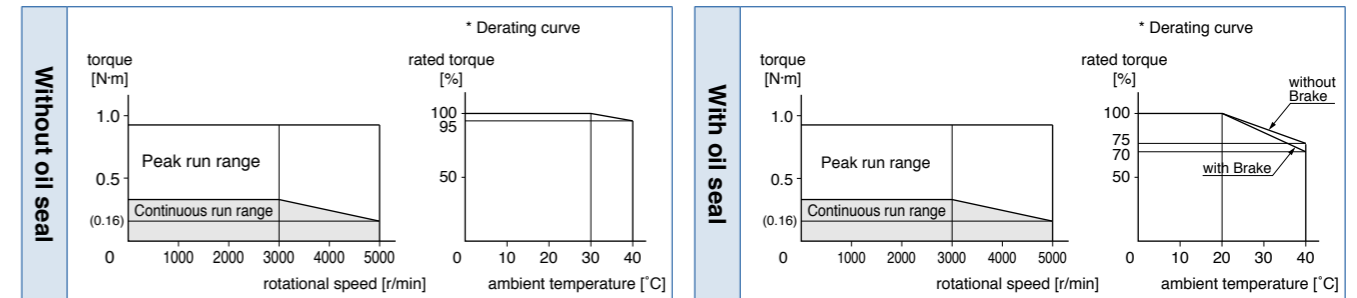 Without oil seal
* Derating curve
torque
[N·m]
1.0
0.5
(0.16)
0
Peak run range
Continuous run range
1000 2000 3000 4000 5000
rotational speed [r/min]
rated torque
[%]
100
95
50
0
10 20 30 40
ambient temperature [˚C]
With oil seal
* Derating curve
torque
[N·m]
1.0
0.5
(0.16)
0
Peak run range
Continuous run range
1000 2000 3000 4000 5000
rotational speed [r/min]
rated torque
[%]
without
Brake
100
75
70
50
with Brake
0
10 20 30 40
ambient temperature [˚C]